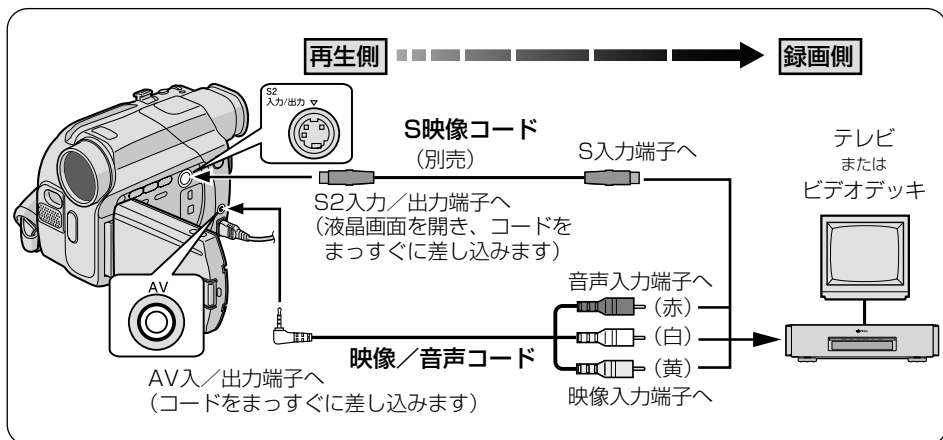 再生側
録画側
S2
入力/出力 ▽
S映像コード
(別売)
S入力端子へ
テレビ
または
ビデオデッキ
S2入力／出力端子へ
(液晶画面を開き、コードを
まっすぐに差し込みます)
AV
音声入力端子へ
(赤)
(白)
(黄)
映像／音声コード
映像入力端子へ
AV入／出力端子へ
(コードをまっすぐに差し込みます)